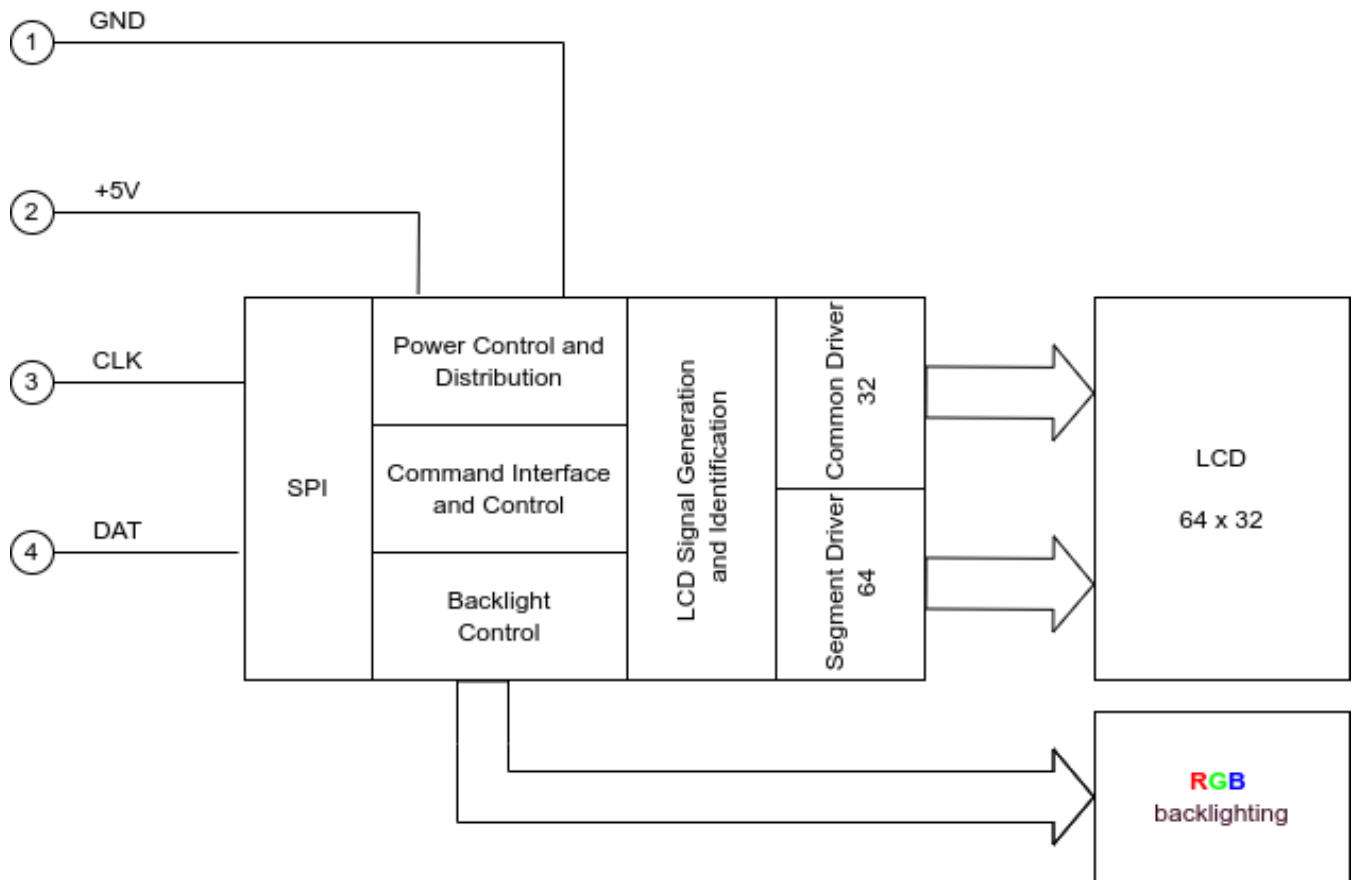 GND
1
+5V
2
CLK
3
DAT
4
SPI
Power Control and
Distribution
Command Interface
and Control
Backlight
Control
LCD Signal Generation
and Identification
Common Driver
32
Segment Driver
64
LCD
64 x 32
RGB
backlighting